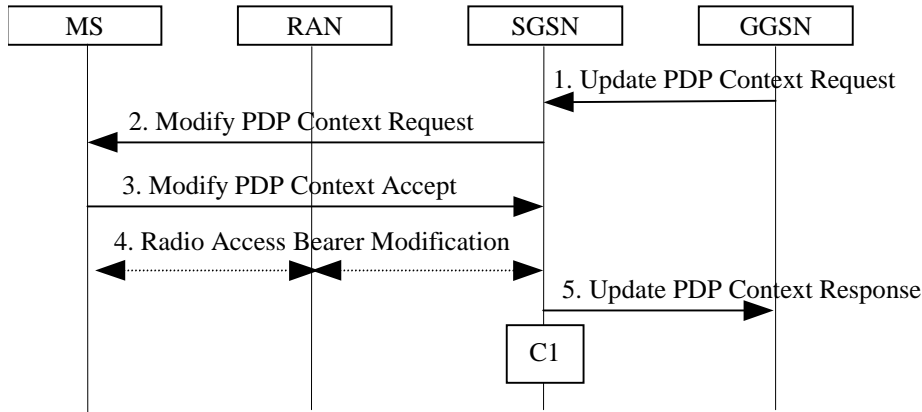 MS RAN SGSN GGSN
1. Update PDP Context Request
2. Modify PDP Context Request
3. Modify PDP Context Accept
4. Radio Access Bearer Modification
5. Update PDP Context Response
C1